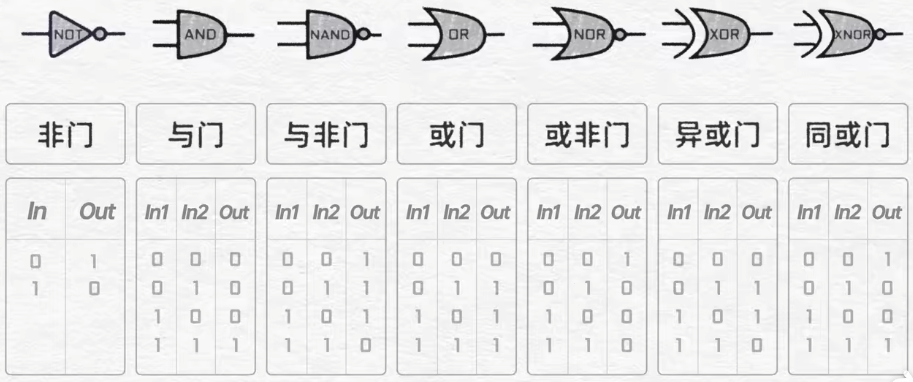 NOT AND NAND OR NOR XOR XNOR
非门 与门 与非门 或门 或非门 异或门 同或门
In Out In1 In2 Out In1 In2 Out In1 In2 Out In1 In2 Out In1 In2 Out In1 In2 Out
0 1 0 0 0 0 0 1 0 0 0 0 0 1 0 0 0 0 0 1
1 0 0 1 0 0 1 1 0 1 1 0 1 0 0 1 1 0 1 0
1 0 0 1 0 1 1 0 1 1 0 0 1 0 1 1 0 0
1 1 1 1 1 0 1 1 1 1 1 0 1 1 0 1 1 1